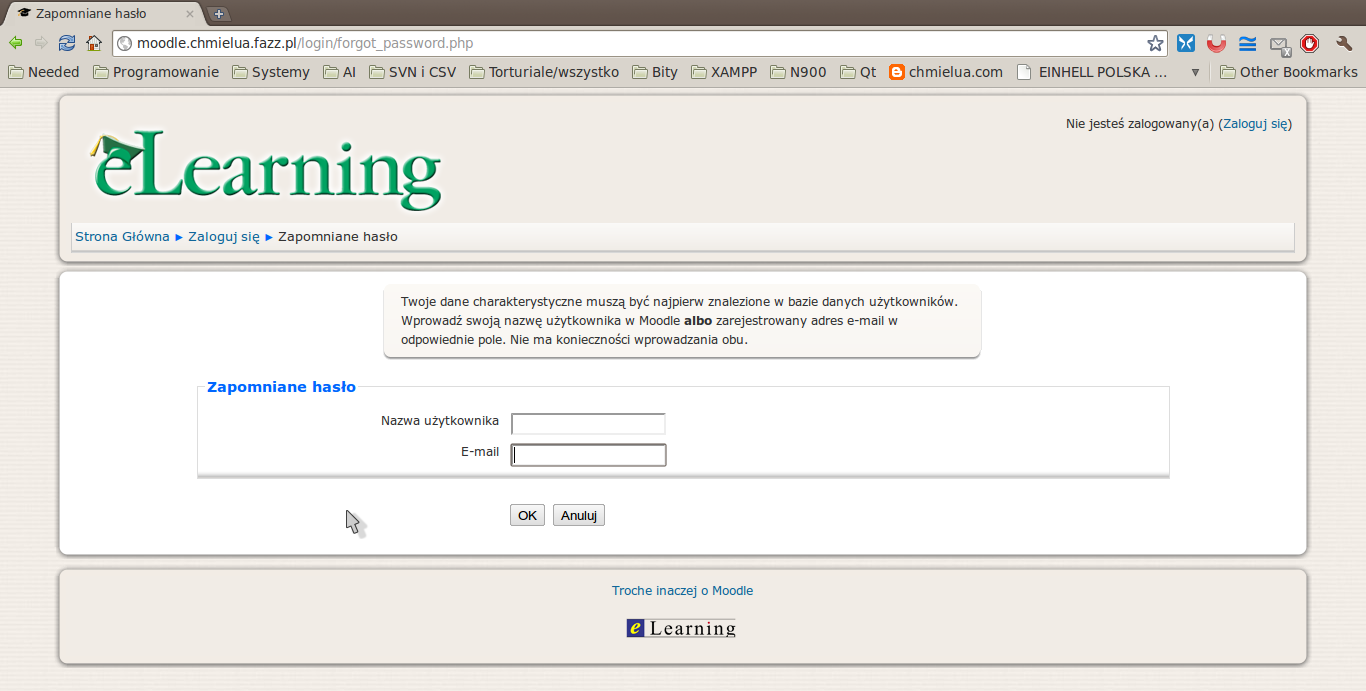 Zapomniane hasło
moodle.chmielua.fazz.pl/login/forgot_password.php
Needed Programowanie Systemy AI SVN i CSV Torturiale/wszystko Bity XAMPP N900 Qt chmielua.com EINHELL POLSKA ... Other Bookmarks
Nie jesteś zalogowany(a) (Zaloguj się)
eLearning
Strona Główna ► Zaloguj się ► Zapomniane hasło
Twoje dane charakterystyczne muszą być najpierw znalezione w bazie danych użytkowników.
Wprowadź swoją nazwę użytkownika w Moodle albo zarejestrowany adres e-mail w
odpowiednie pole. Nie ma konieczności wprowadzania obu.
Zapomniane hasło
Nazwa użytkownika
E-mail
OK Anuluj
Troche inaczej o Moodle
e Learning